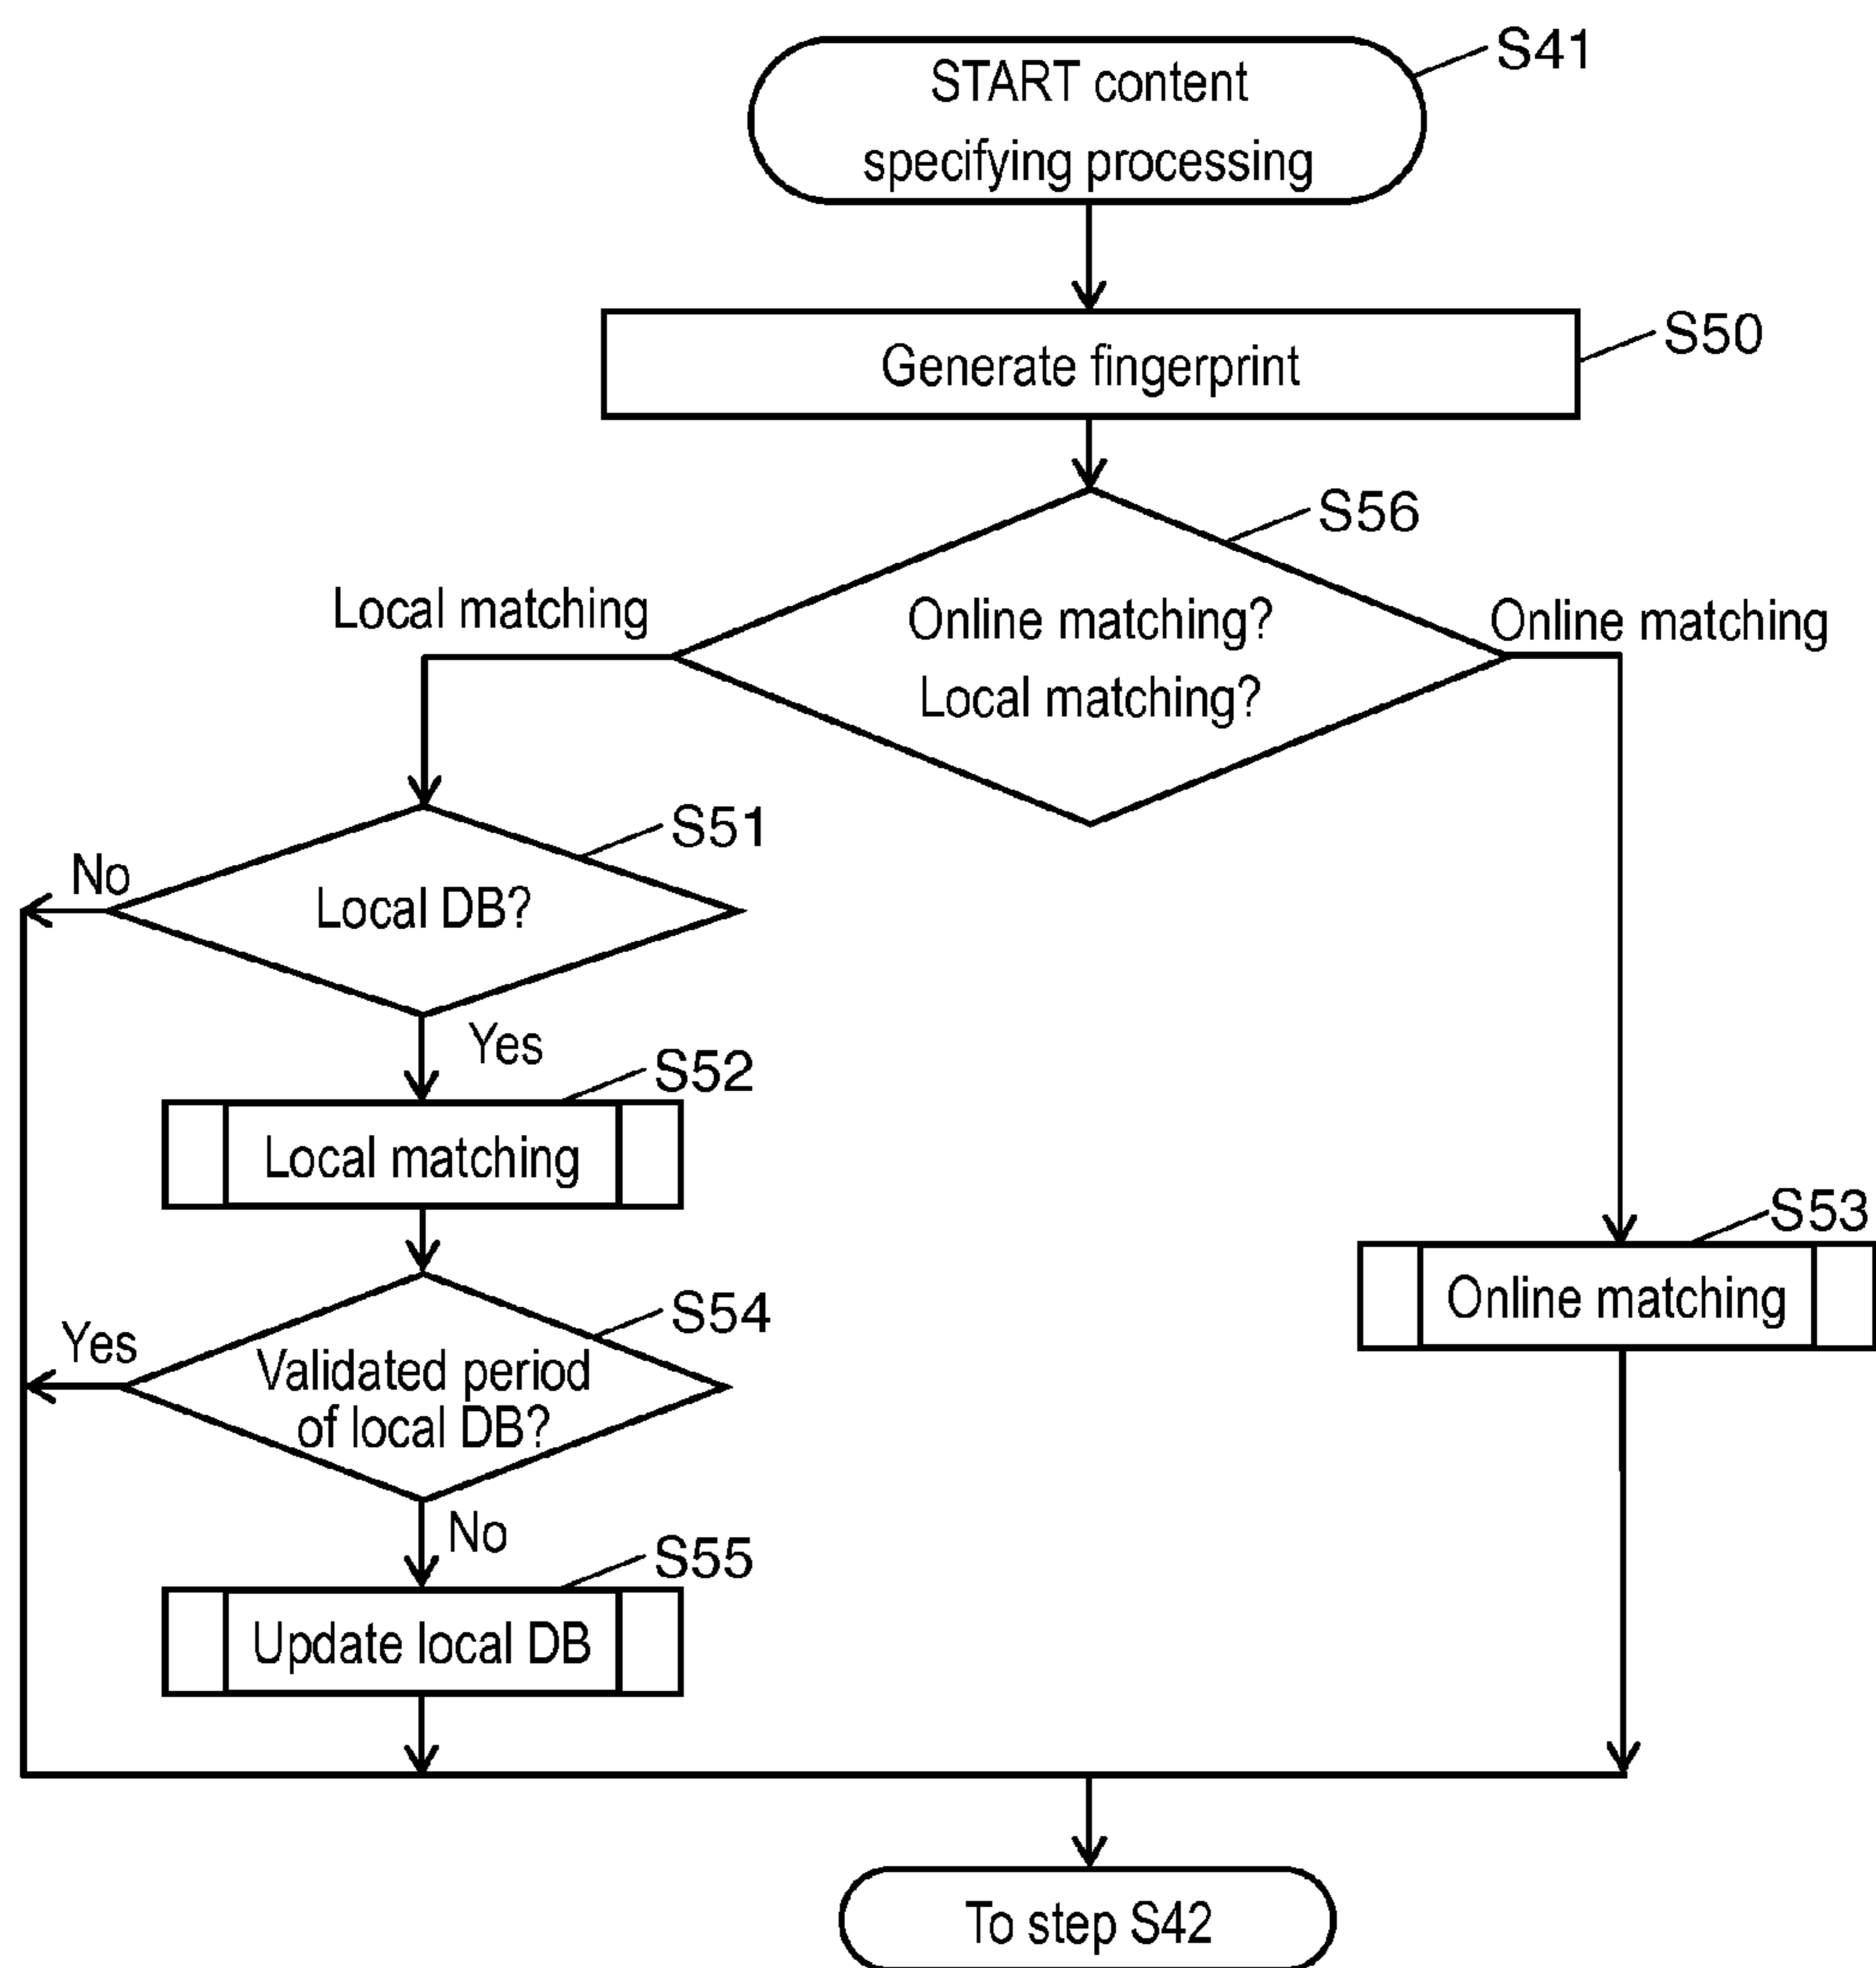 S41
START content
specifying processing
S50
Generate fingerprint
S56
Local matching
Online matching?
Local matching?
Online matching
S51
No
Local DB?
Yes
S52
Local matching
S53
Online matching
S54
Yes
Validated period
of local DB?
No
S55
Update local DB
To step S42